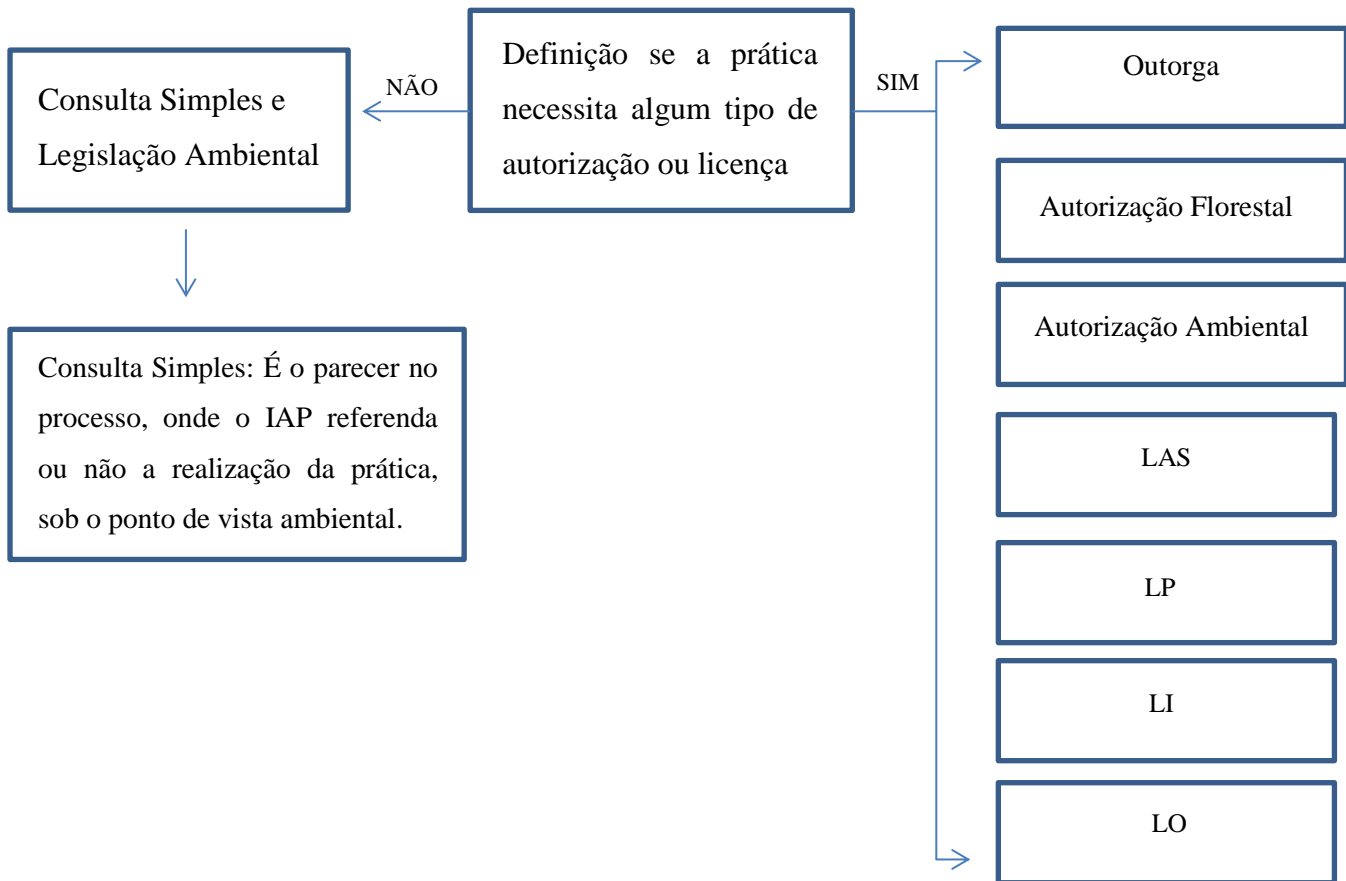 Definição se a prática
necessita algum tipo de
autorização ou licença
NÃO
Consulta Simples e
Legislação Ambiental
Consulta Simples: É o parecer no
processo, onde o IAP referenda
ou não a realização da prática,
sob o ponto de vista ambiental.
SIM
Outorga
Autorização Florestal
Autorização Ambiental
LAS
LP
LI
LO